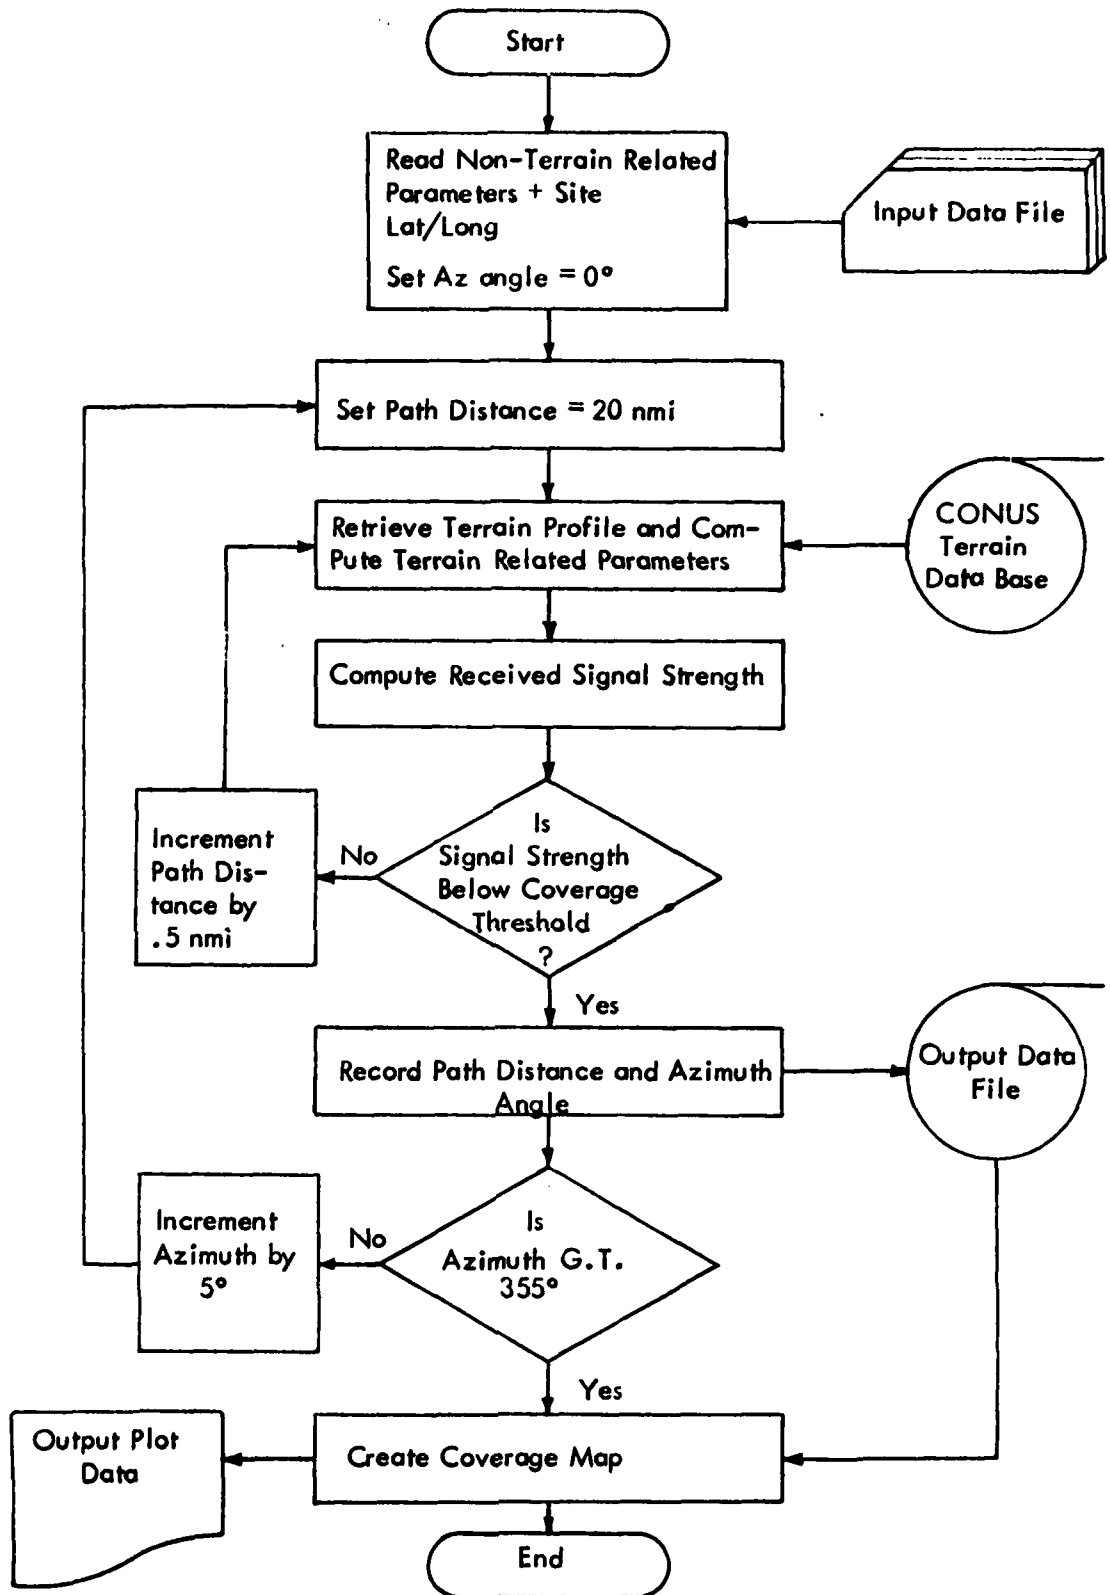 Start
Read Non-Terrain Related
Parameters + Site
Lat/Long
Set Az angle = 0°
Input Data File
Set Path Distance = 20 nmi
Retrieve Terrain Profile and Com-
Pute Terrain Related Parameters
CONUS
Terrain
Data Base
Compute Received Signal Strength
Is
Signal Strength
Below Coverage
Threshold
?
No
Increment
Path Dis-
tance by
.5 nmi
Yes
Record Path Distance and Azimuth
Angle
Output Data
File
Is
Azimuth G.T.
355°
No
Increment
Azimuth by
5°
Yes
Create Coverage Map
Output Plot
Data
End